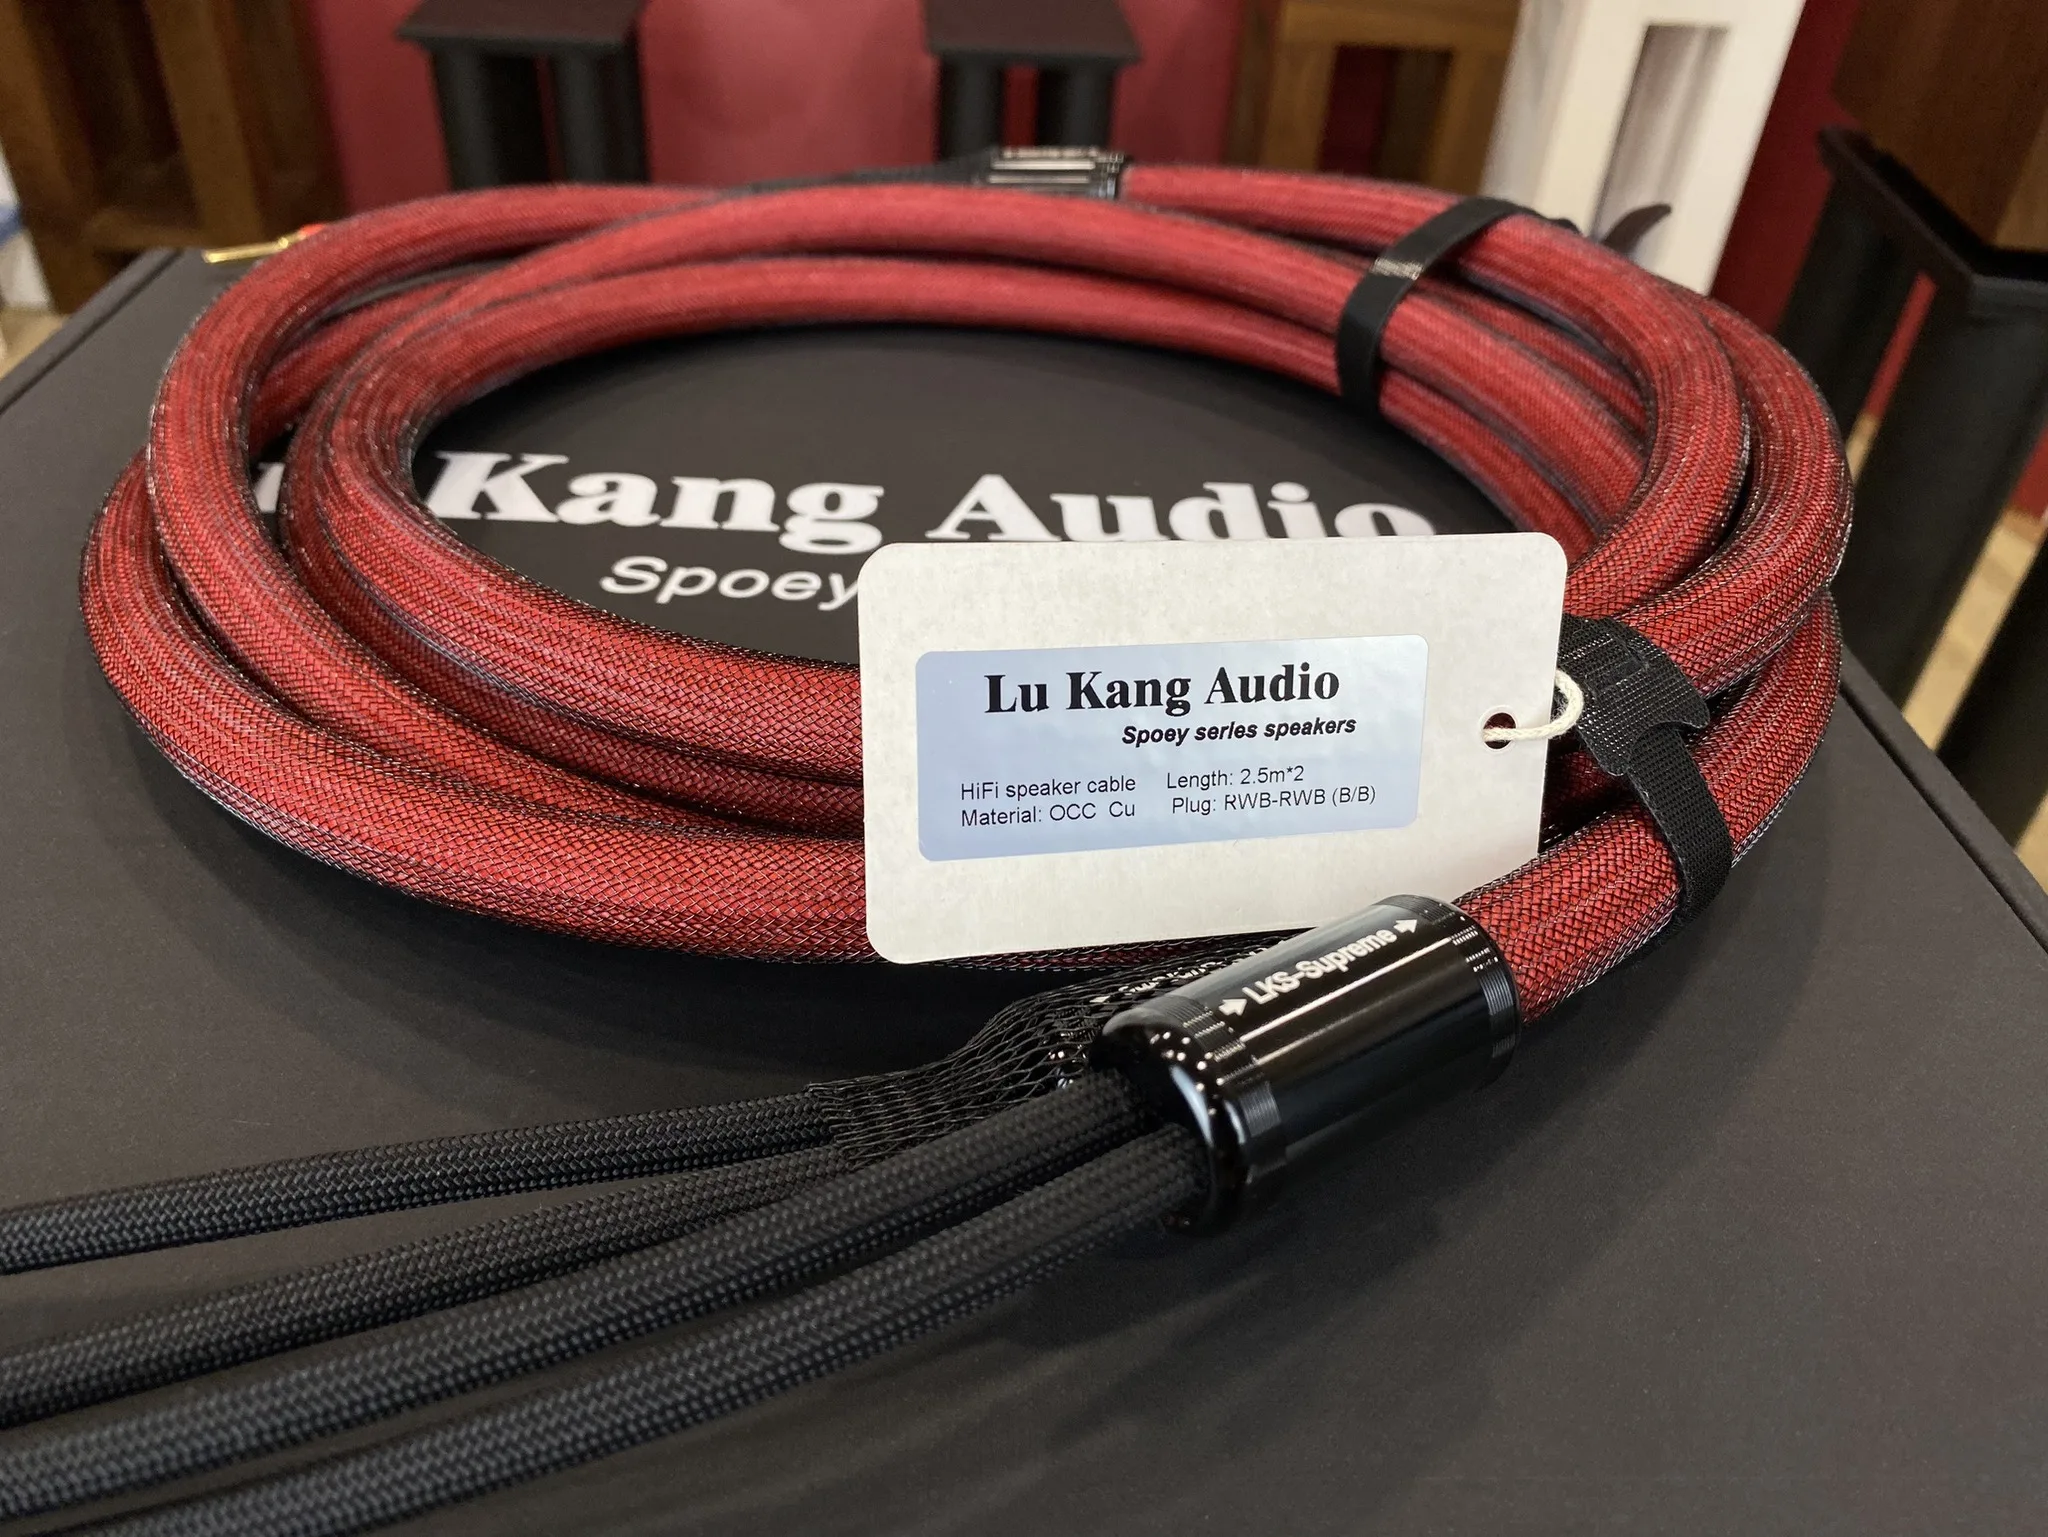 Kang Audio
Spoey
Lu Kang Audio
Spoey series speakers
HiFi speaker cable Length: 2.5m*2
Material: OCC Cu Plug: RWB-RWB (B/B)
LKS-Supreme